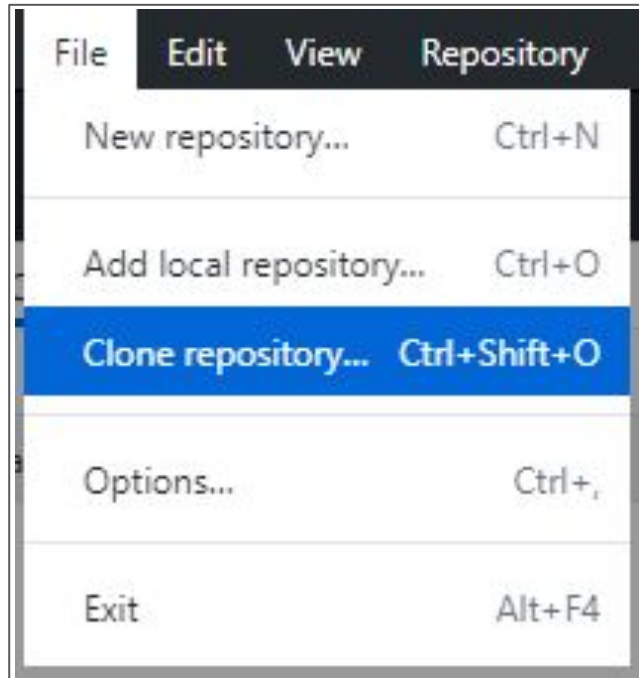 File Edit View Repository
New repository... Ctrl+N
Add local repository... Ctrl+O
Clone repository... Ctrl+Shift+O
Options... Ctrl+,
Exit Alt+F4